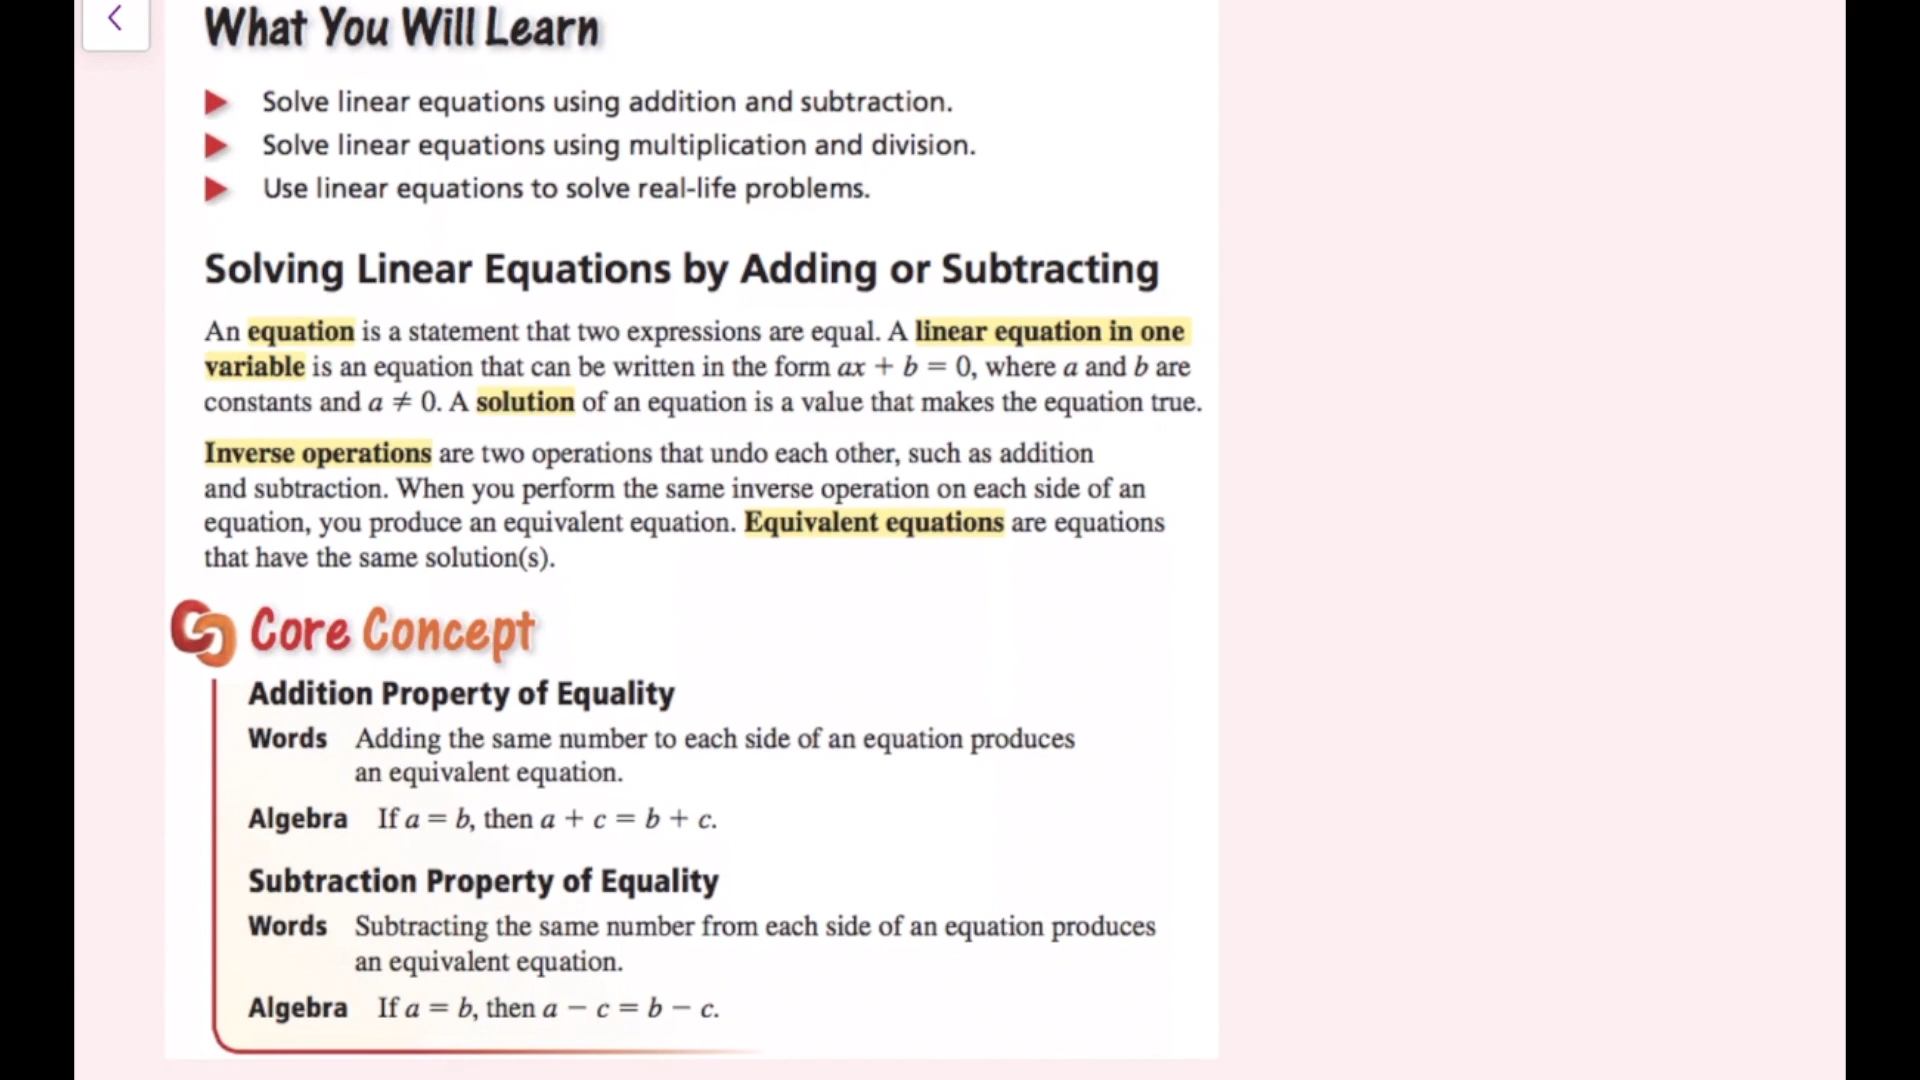 What You Will Learn
Solve linear equations using addition and subtraction.
Solve linear equations using multiplication and division.
Use linear equations to solve real-life problems.
Solving Linear Equations by Adding or Subtracting
An equation is a statement that two expressions are equal. A linear equation in one
variable is an equation that can be written in the form ax + b = 0, where a and b are
constants and a ≠ 0. A solution of an equation is a value that makes the equation true.
Inverse operations are two operations that undo each other, such as addition
and subtraction. When you perform the same inverse operation on each side of an
equation, you produce an equivalent equation. Equivalent equations are equations
that have the same solution(s).
Core Concept
Addition Property of Equality
Words Adding the same number to each side of an equation produces
an equivalent equation.
Algebra If a = b, then a + c = b + c.
Subtraction Property of Equality
Words Subtracting the same number from each side of an equation produces
an equivalent equation.
Algebra If a = b, then a − c = b − c.